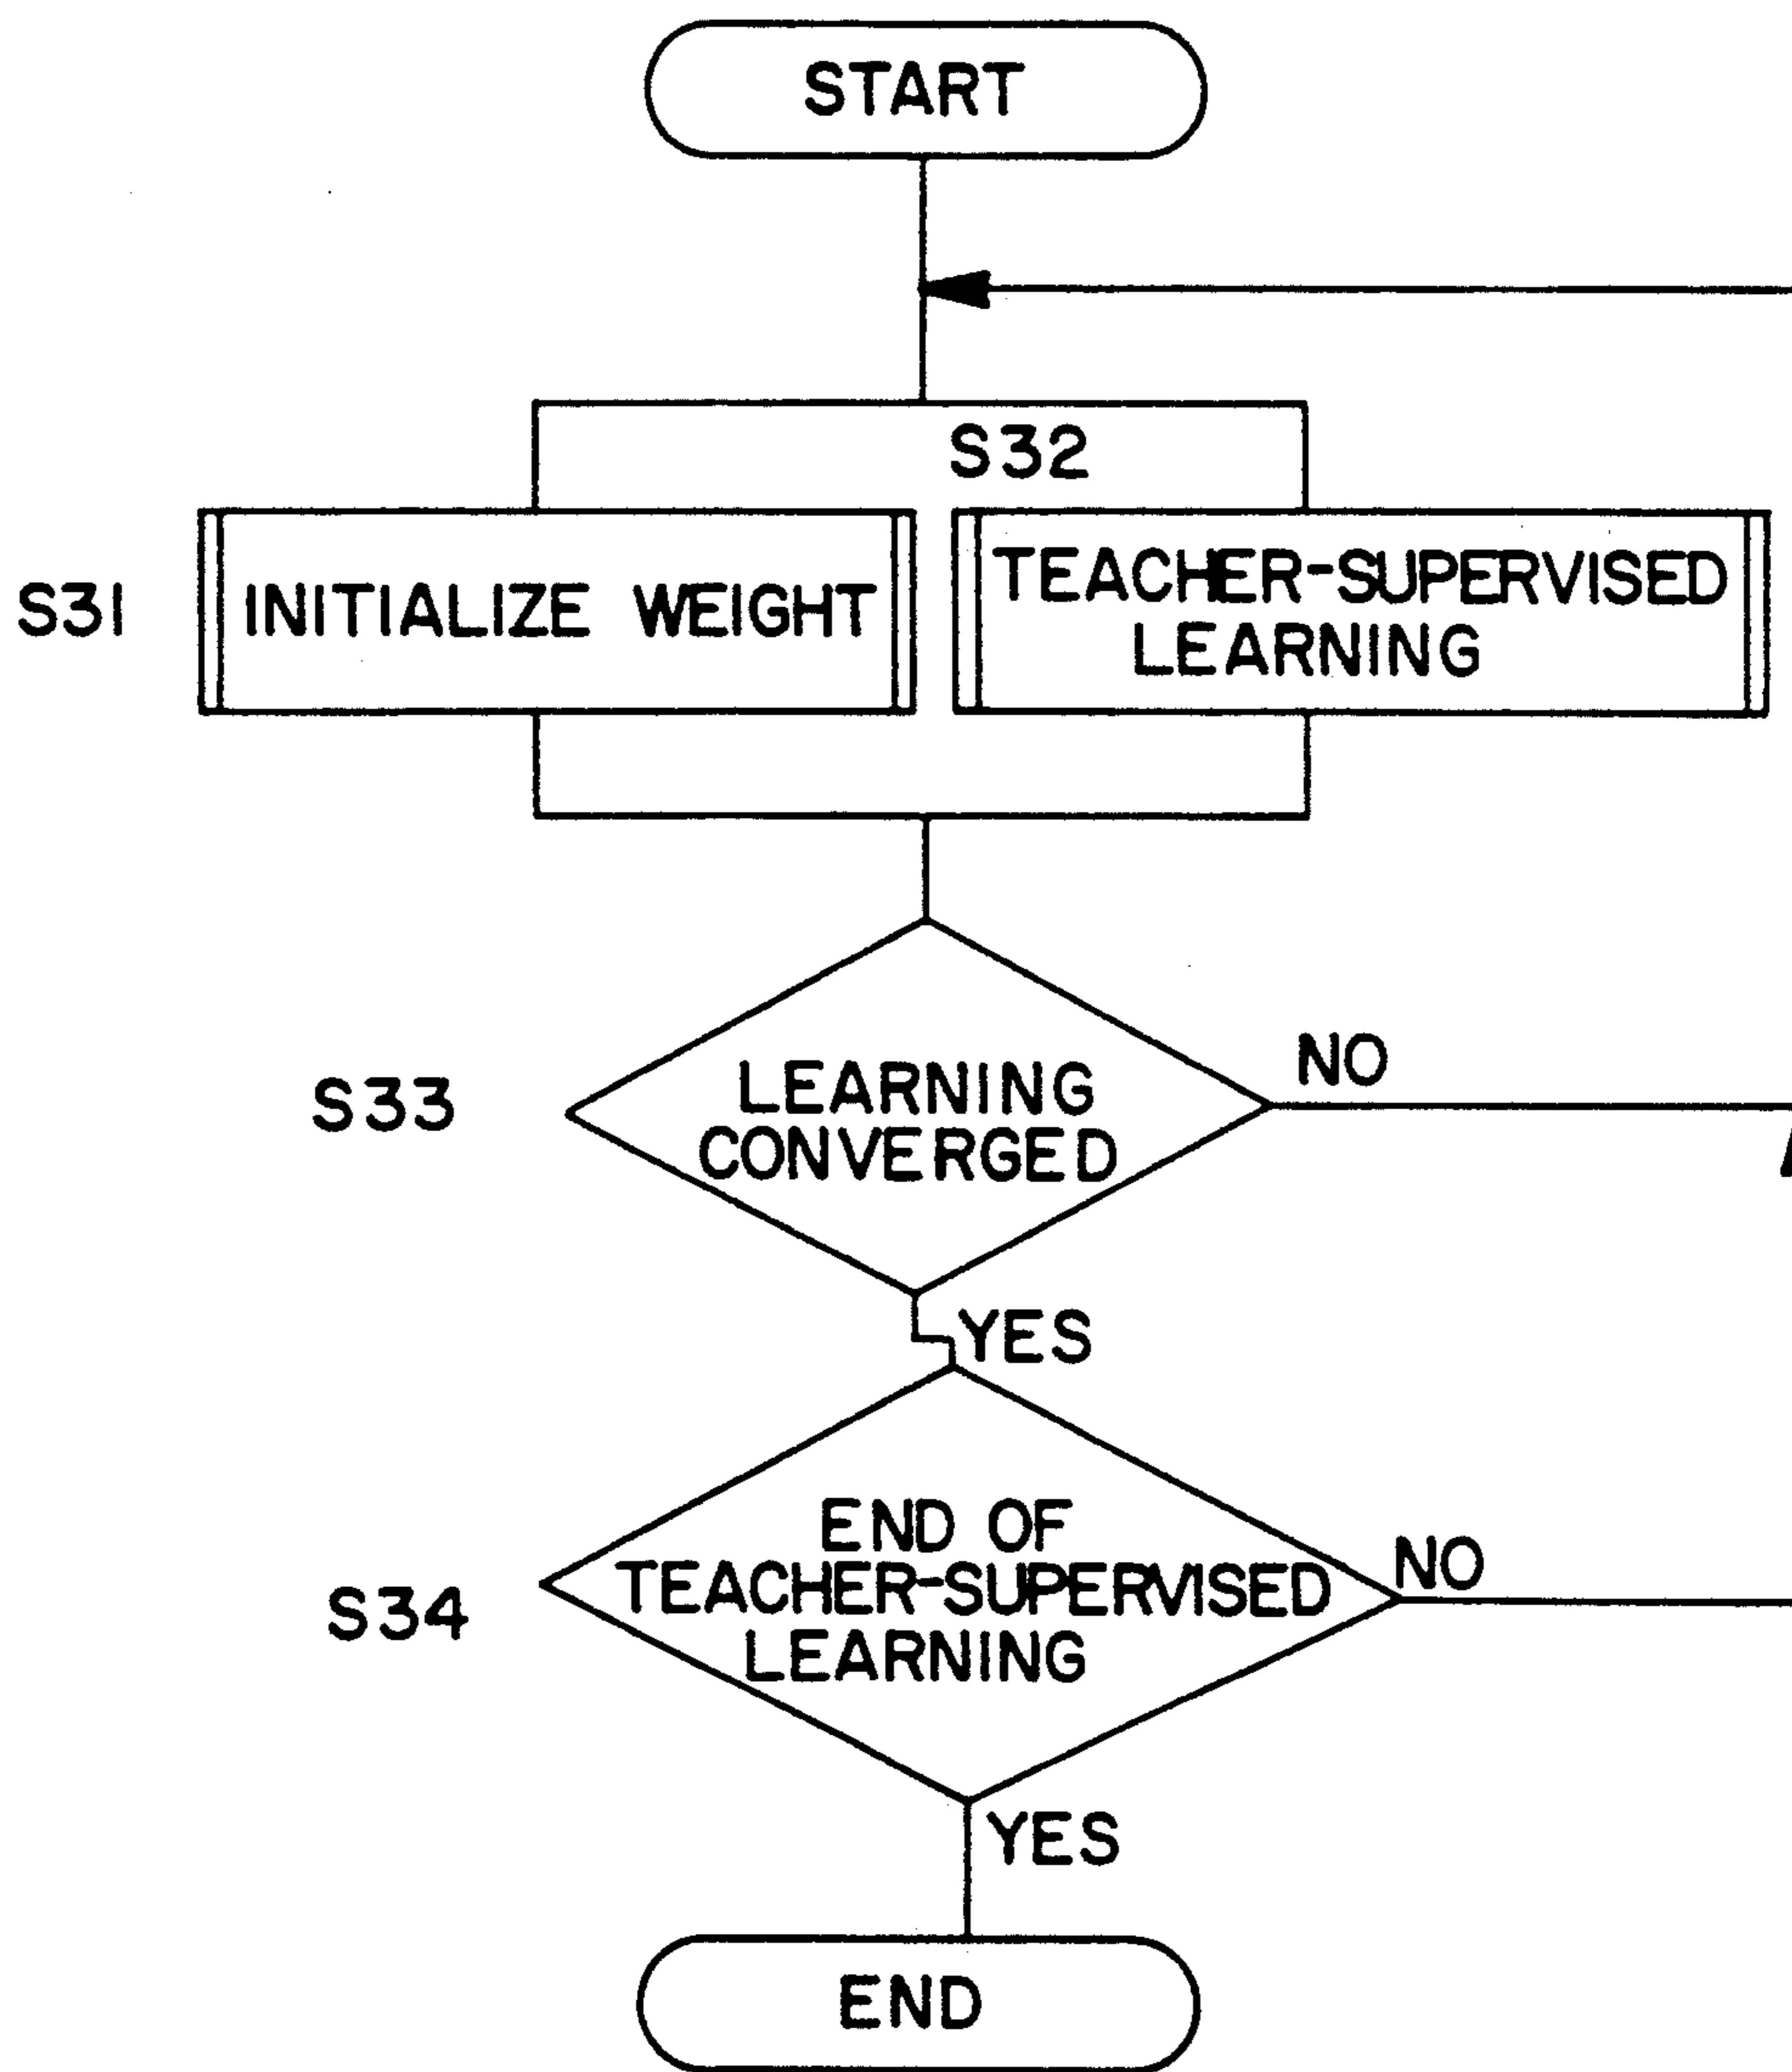 START
S32
S31
INITIALIZE WEIGHT
TEACHER-SUPERVISED
LEARNING
S33
LEARNING
CONVERGED
NO
YES
S34
END OF
TEACHER-SUPERVISED
LEARNING
NO
YES
END